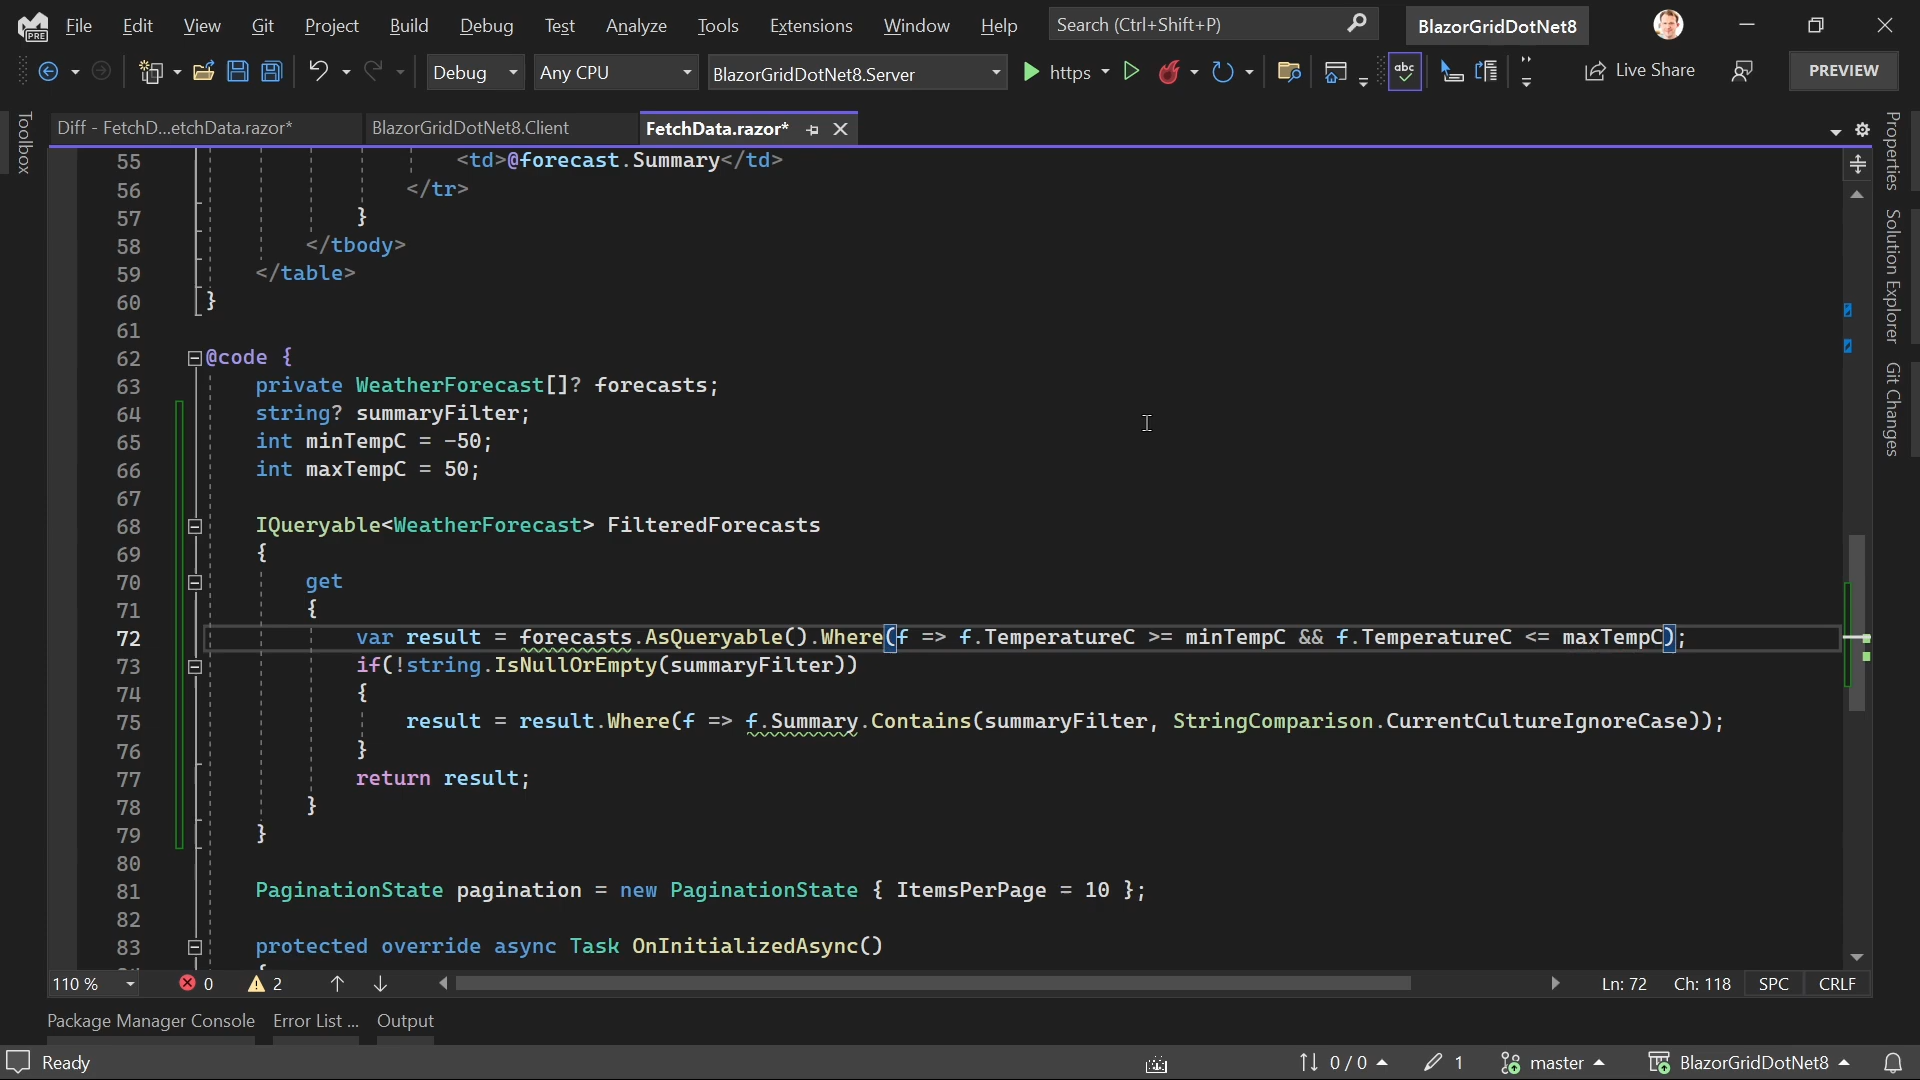 File Edit View Git Project Build Debug Test Analyze Tools Extensions Window Help Search (Ctrl+Shift+P) BlazorGridDotNet8
PRE
Debug Any CPU BlazorGridDotNet8.Server https abc Live Share PREVIEW
Toolbox
Diff - FetchD...etchData.razor* BlazorGridDotNet8.Client FetchData.razor*
Properties
Solution Explorer
Git Changes
55 <td>@forecast.Summary</td>
56 </tr>
57 }
58 </tbody>
59 </table>
60 }
61
62 @code {
63 private WeatherForecast[]? forecasts;
64 string? summaryFilter;
65 int minTempC = -50;
66 int maxTempC = 50;
67
68 IQueryable<WeatherForecast> FilteredForecasts
69 {
70 get
71 {
72 var result = forecasts.AsQueryable().Where(f => f.TemperatureC >= minTempC && f.TemperatureC <= maxTempC);
73 if(!string.IsNullOrEmpty(summaryFilter))
74 {
75 result = result.Where(f => f.Summary.Contains(summaryFilter, StringComparison.CurrentCultureIgnoreCase));
76 }
77 return result;
78 }
79 }
80
81 PaginationState pagination = new PaginationState { ItemsPerPage = 10 };
82
83 protected override async Task OnInitializedAsync()
110 % 0 2 Ln: 72 Ch: 118 SPC CRLF
Package Manager Console Error List ... Output
Ready 0 / 0 1 master BlazorGridDotNet8